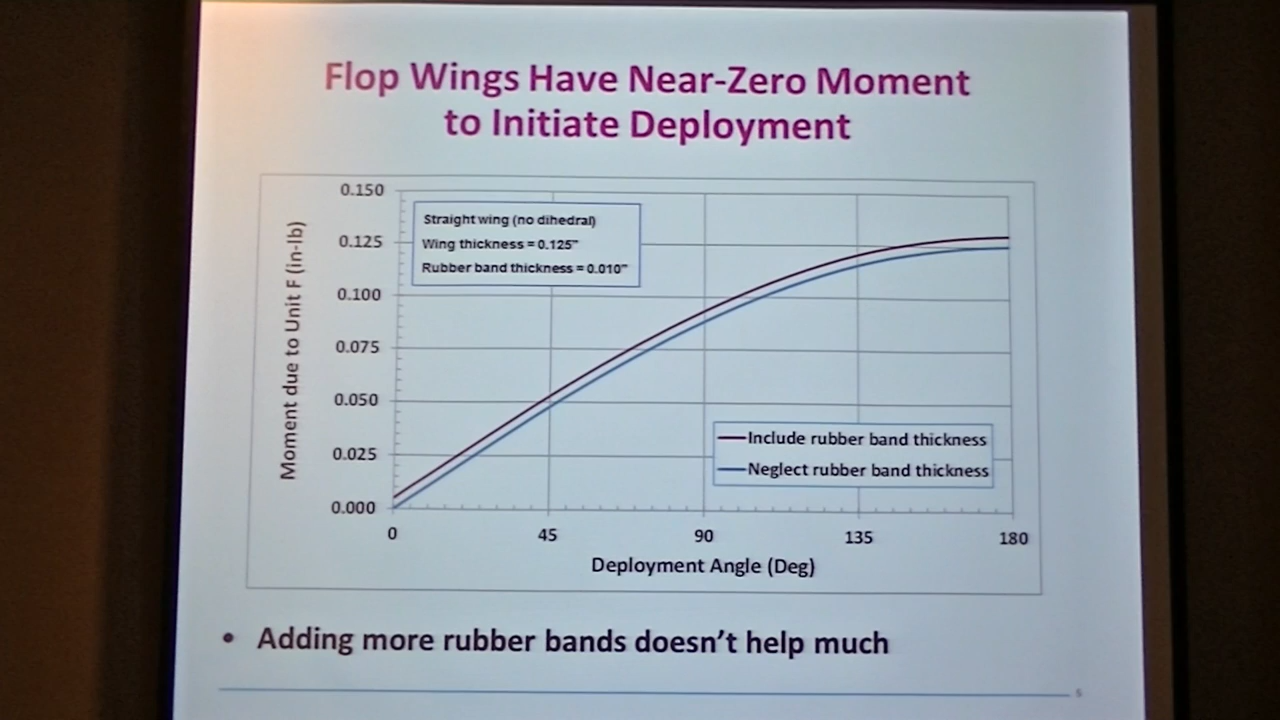 Flop Wings Have Near-Zero Moment
to Initiate Deployment
0.150
0.125
0.100
0.075
0.050
0.025
0.000
Moment due to Unit F (in-lb)
Straight wing (no dihedral)
Wing thickness = 0.125"
Rubber band thickness = 0.010"
Include rubber band thickness
Neglect rubber band thickness
0 45 90 135 180
Deployment Angle (Deg)
• Adding more rubber bands doesn't help much